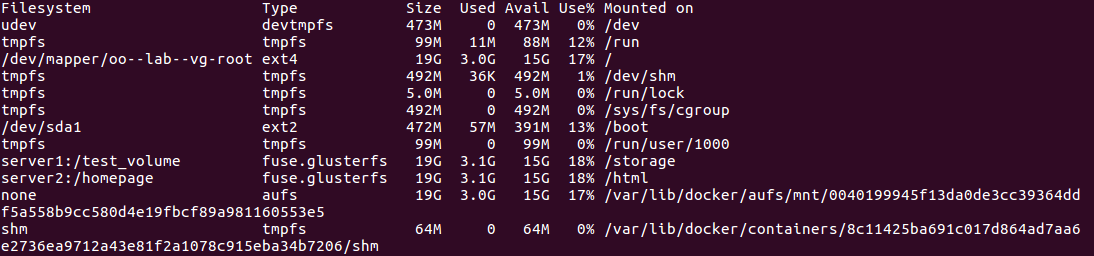 Filesystem                   Type            Size  Used Avail Use% Mounted on
udev                         devtmpfs        473M     0  473M   0% /dev
tmpfs                        tmpfs            99M   11M   88M  12% /run
/dev/mapper/oo--lab--vg-root ext4             19G  3.0G   15G  17% /
tmpfs                        tmpfs           492M   36K  492M   1% /dev/shm
tmpfs                        tmpfs           5.0M     0  5.0M   0% /run/lock
tmpfs                        tmpfs           492M     0  492M   0% /sys/fs/cgroup
/dev/sda1                    ext2            472M   57M  391M  13% /boot
tmpfs                        tmpfs            99M     0   99M   0% /run/user/1000
server1:/test_volume         fuse.glusterfs   19G  3.1G   15G  18% /storage
server2:/homepage            fuse.glusterfs   19G  3.1G   15G  18% /html
none                         aufs             19G  3.0G   15G  17% /var/lib/docker/aufs/mnt/0040199945f13da0de3cc39364dd
f5a558b9cc580d4e19fbcf89a981160553e5
shm                          tmpfs            64M     0   64M   0% /var/lib/docker/containers/8c11425ba691c017d864ad7aa6
e2736ea9712a43e81f2a1078c915eba34b7206/shm